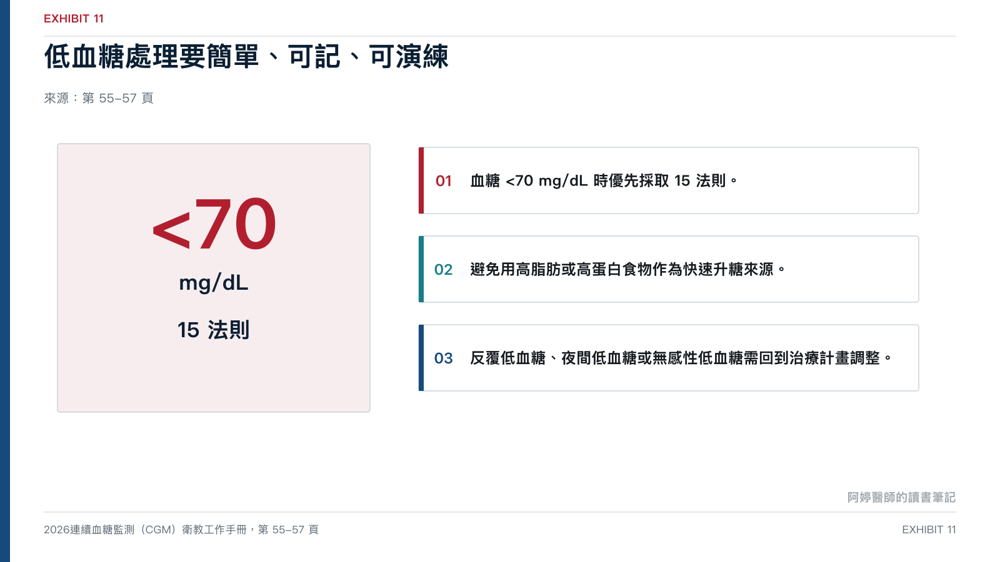 EXHIBIT 11
低血糖處理要簡單、可記、可演練
來源：第 55–57 頁
<70
mg/dL
15 法則
01 血糖 <70 mg/dL 時優先採取 15 法則。
02 避免用高脂肪或高蛋白食物作為快速升糖來源。
03 反覆低血糖、夜間低血糖或無感性低血糖需回到治療計畫調整。
阿婷醫師的讀書筆記
2026連續血糖監測（CGM）衛教工作手冊，第 55–57 頁
EXHIBIT 11